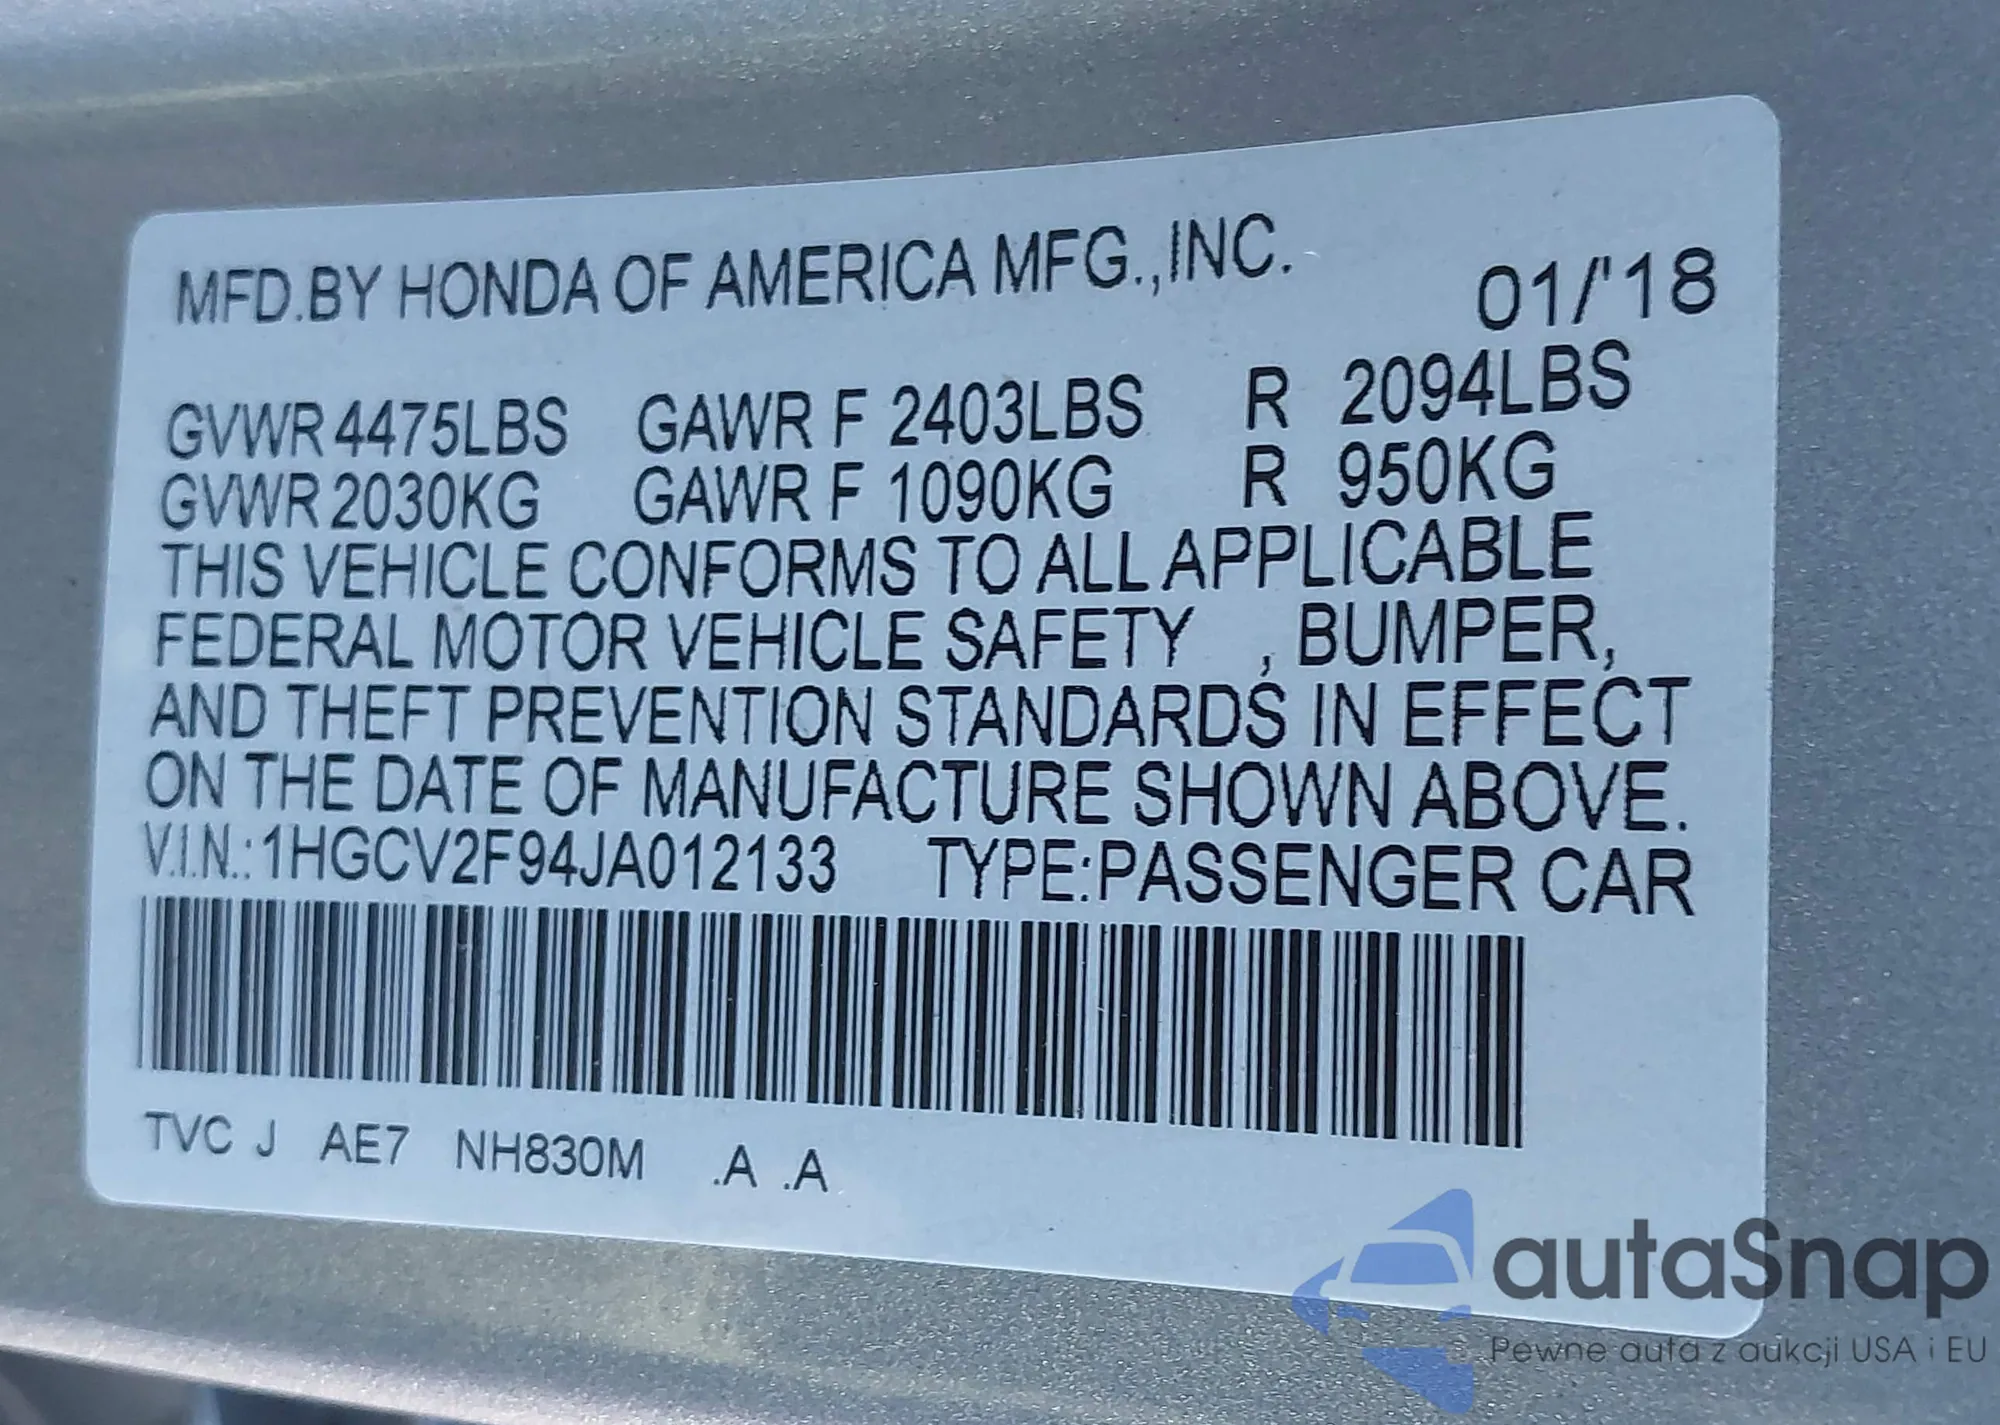 MFD.BY HONDA OF AMERICA MFG.,INC. 01/'18
GVWR 4475LBS GAWR F 2403LBS R 2094LBS
GVWR 2030KG GAWR F 1090KG R 950KG
THIS VEHICLE CONFORMS TO ALL APPLICABLE
FEDERAL MOTOR VEHICLE SAFETY , BUMPER,
AND THEFT PREVENTION STANDARDS IN EFFECT
ON THE DATE OF MANUFACTURE SHOWN ABOVE.
V.I.N.:1HGCV2F94JA012133 TYPE:PASSENGER CAR
TVC J AE7 NH830M .A .A
autaSnap
Pewne auta z aukcji USA i EU